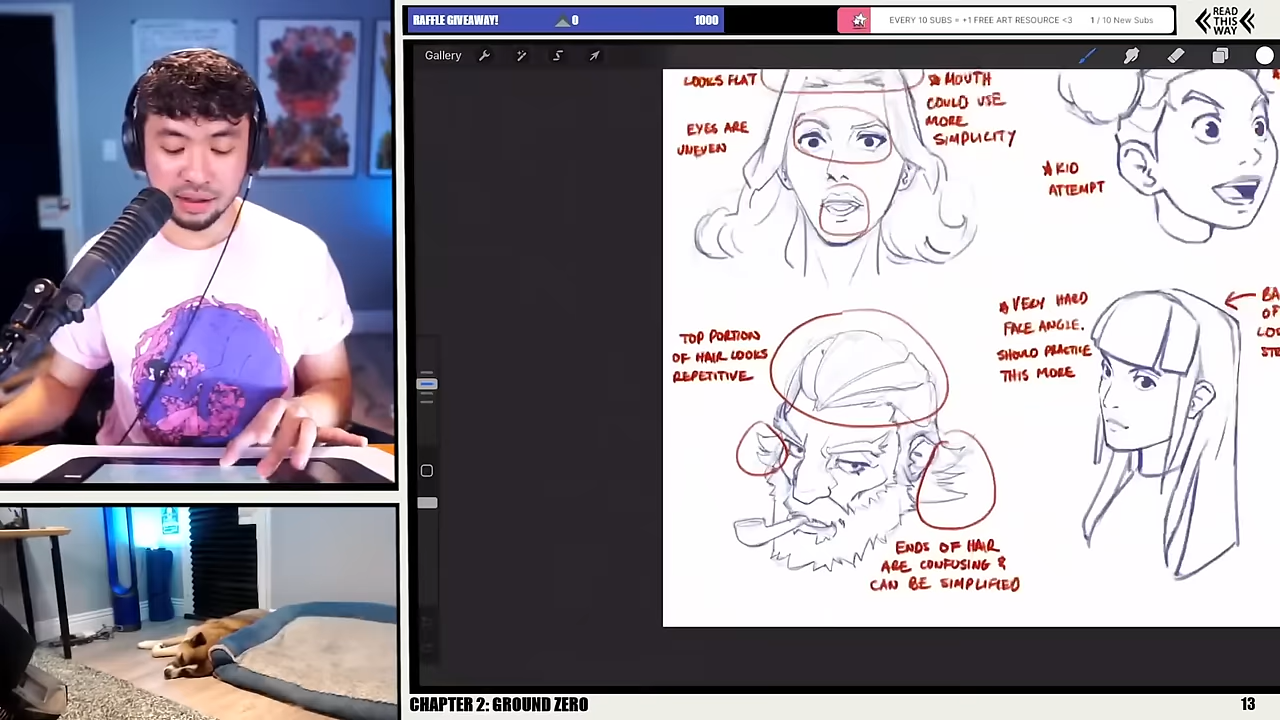 RAFFLE GIVEAWAY! 0 1000
EVERY 10 SUBS = +1 FREE ART RESOURCE <3 1 / 10 New Subs
READ
THIS
WAY
Gallery
LOOKS FLAT
EYES ARE
UNEVEN
MOUTH
COULD USE
MORE
SIMPLICITY
KID
ATTEMPT
TOP PORTION
OF HAIR LOOKS
REPETITIVE
VERY HARD
FACE ANGLE.
SHOULD PRACTICE
THIS MORE
ENDS OF HAIR
ARE CONFUSING &
CAN BE SIMPLIFIED
CHAPTER 2: GROUND ZERO
13